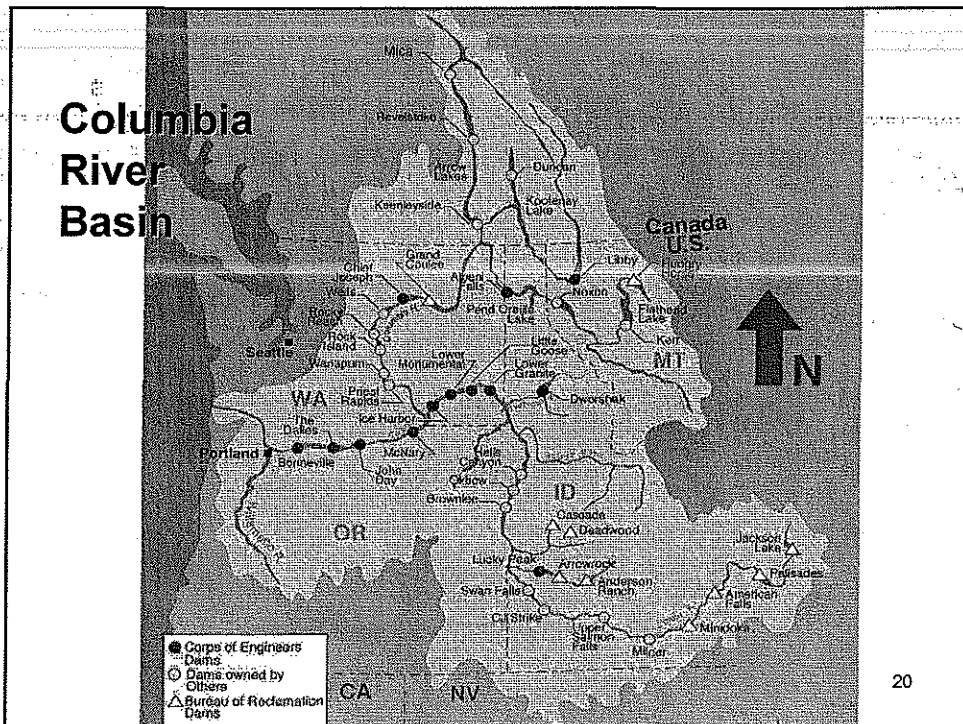 Columbia
River
Basin
Mica
Revelstoke
Arrow
Lakes
Duncan
Keenleyside
Kootenay
Lake
Canada
U.S.
Grand
Coulee
Chief
Joseph
Wells
Rocky
Reach
Rock
Island
Wanapum
Priest
Rapids
Seattle
Albeni
Falls
Pend Oreille
Lake
Libby
Hungry
Horse
Noxon
Flathead
Lake
Kerr
MT
N
Little
Goose
Lower
Granite
Lower
Monumental
Dworshak
WA
Ice Harbor
The
Dalles
Portland
Bonneville
John
Day
McNary
Hells
Canyon
Oxbow
Brownlee
ID
Cascade
Deadwood
OR
Lucky Peak
Arrowrock
Anderson
Ranch
Swan Falls
CJ Strike
Upper
Salmon
Falls
Milner
Minidoka
American
Falls
Palisades
Jackson
Lake
Corps of Engineers
Dams
Dams owned by
Others
Bureau of Reclamation
Dams
CA
NV
20